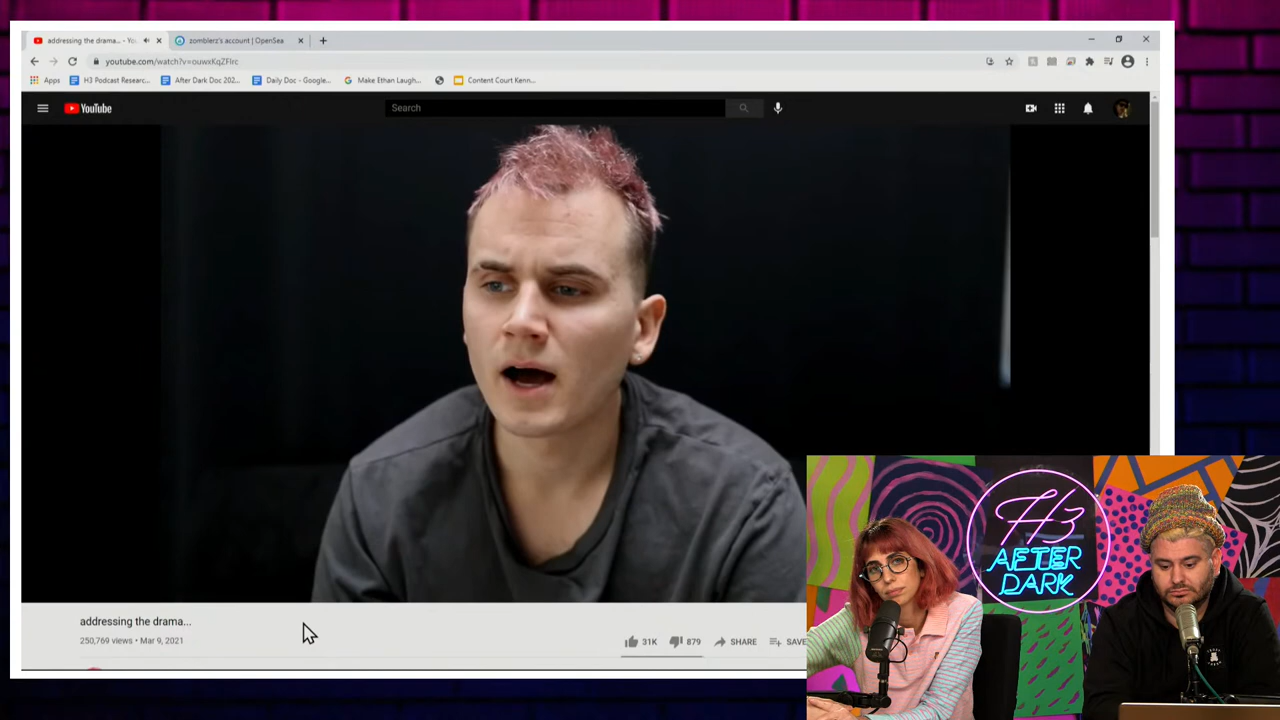 addressing the drama... - You
zomblerz's account | OpenSea
youtube.com/watch?v=ouwxKqZFIrc
Apps
H3 Podcast Researc...
After Dark Doc 202...
Daily Doc - Google...
Make Ethan Laugh...
Content Court Kenn...
YouTube
Search
H3
AFTER
DARK
addressing the drama...
250,769 views • Mar 9, 2021
31K
879
SHARE
SAVE